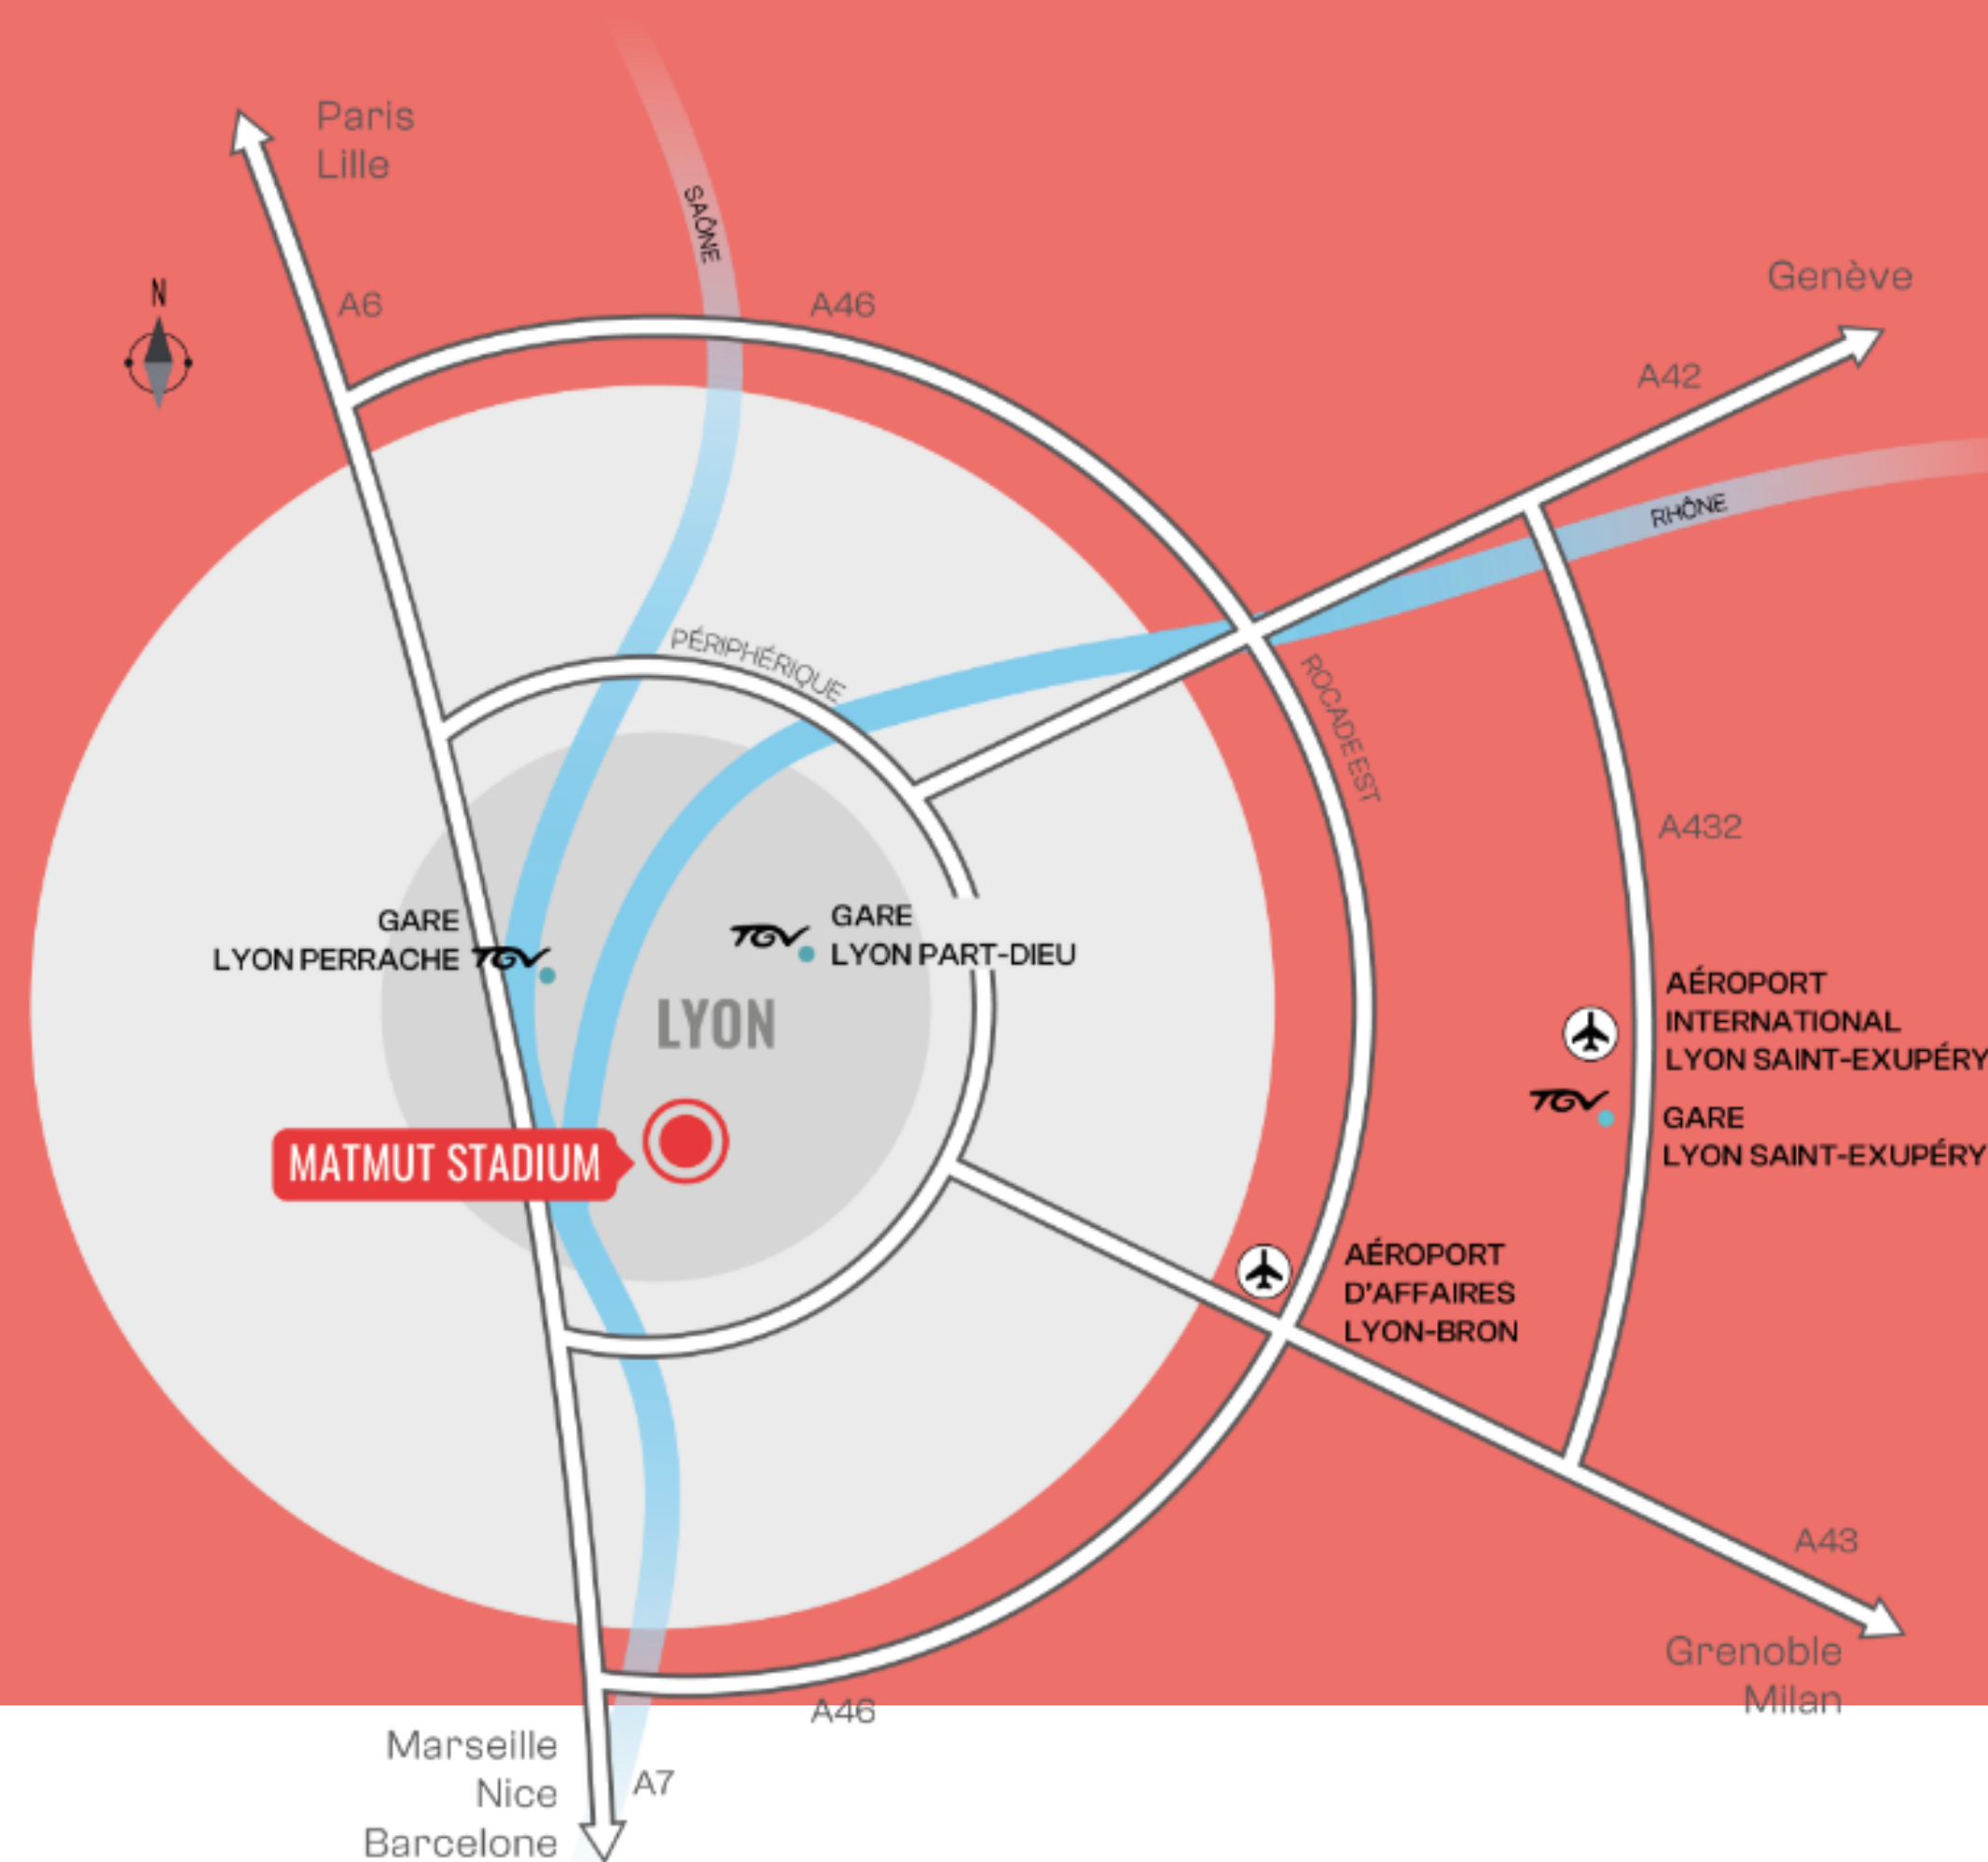 Paris
Lille
SAÔNE
N
A6
A46
Genève
A42
RHÔNE
PÉRIPHÉRIQUE
ROCADE EST
A432
GARE
LYON PERRACHE
TGV
TGV
GARE
LYON PART-DIEU
LYON
AÉROPORT
INTERNATIONAL
LYON SAINT-EXUPÉRY
TGV
GARE
LYON SAINT-EXUPÉRY
MATMUT STADIUM
AÉROPORT
D'AFFAIRES
LYON-BRON
A43
Grenoble
Milan
A46
Marseille
Nice
Barcelone
A7